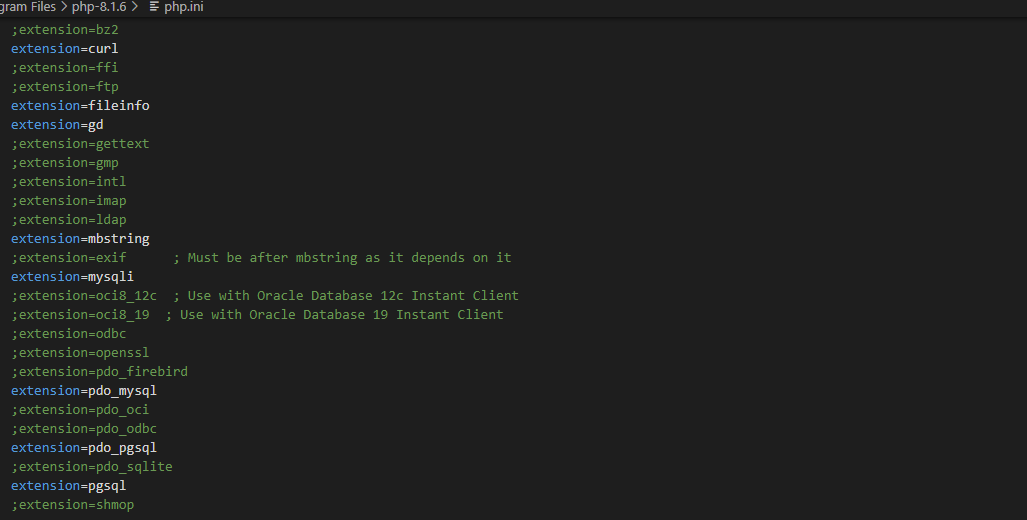 gram Files > php-8.1.6 > php.ini
;extension=bz2
extension=curl
;extension=ffi
;extension=ftp
extension=fileinfo
extension=gd
;extension=gettext
;extension=gmp
;extension=intl
;extension=imap
;extension=ldap
extension=mbstring
;extension=exif      ; Must be after mbstring as it depends on it
extension=mysqli
;extension=oci8_12c  ; Use with Oracle Database 12c Instant Client
;extension=oci8_19  ; Use with Oracle Database 19 Instant Client
;extension=odbc
;extension=openssl
;extension=pdo_firebird
extension=pdo_mysql
;extension=pdo_oci
;extension=pdo_odbc
extension=pdo_pgsql
;extension=pdo_sqlite
extension=pgsql
;extension=shmop